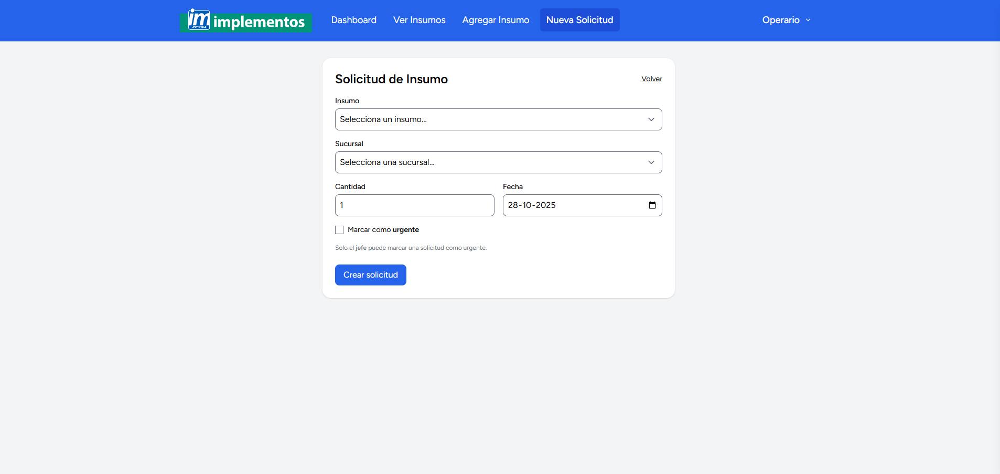 im EPYSA implementos
Dashboard
Ver Insumos
Agregar Insumo
Nueva Solicitud
Operario
Solicitud de Insumo
Volver
Insumo
Selecciona un insumo...
Sucursal
Selecciona una sucursal...
Cantidad
Fecha
1
28-10-2025
Marcar como urgente
Solo el jefe puede marcar una solicitud como urgente.
Crear solicitud